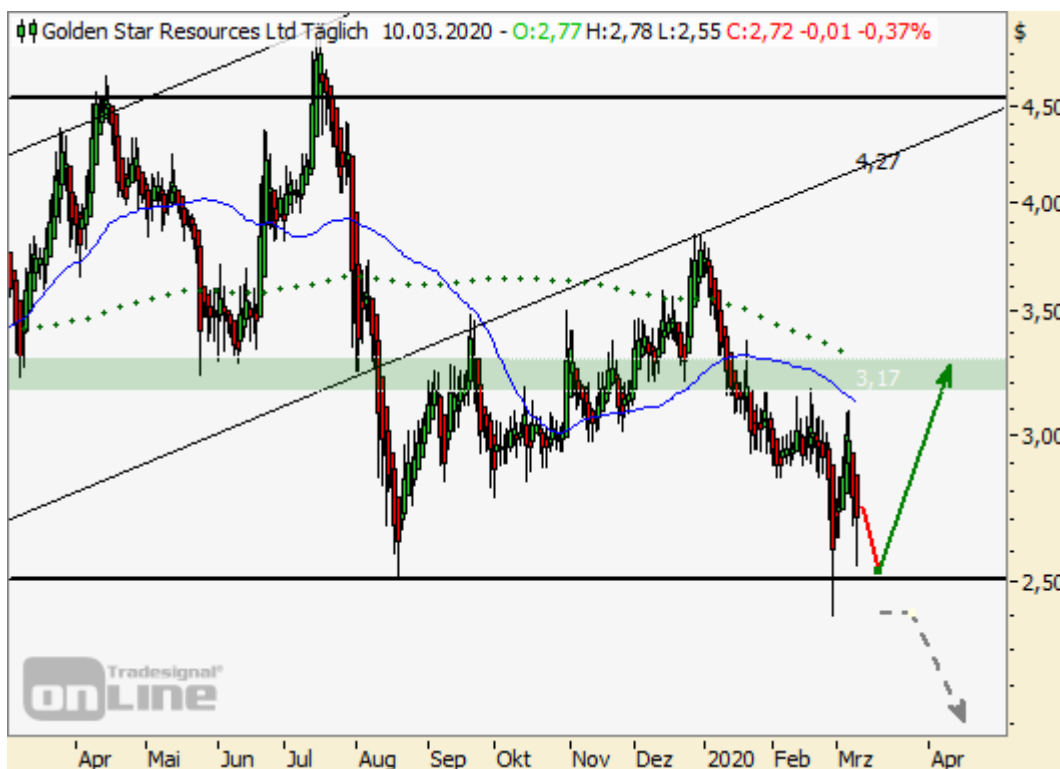 Golden Star Resources Ltd Täglich 10.03.2020 - O:2,77 H:2,78 L:2,55 C:2,72 -0,01 -0,37%
$
4,50
4,27
4,00
3,50
3,17
3,00
2,50
Tradesignal®
onLine
Apr Mai Jun Jul Aug Sep Okt Nov Dez 2020 Feb Mrz Apr